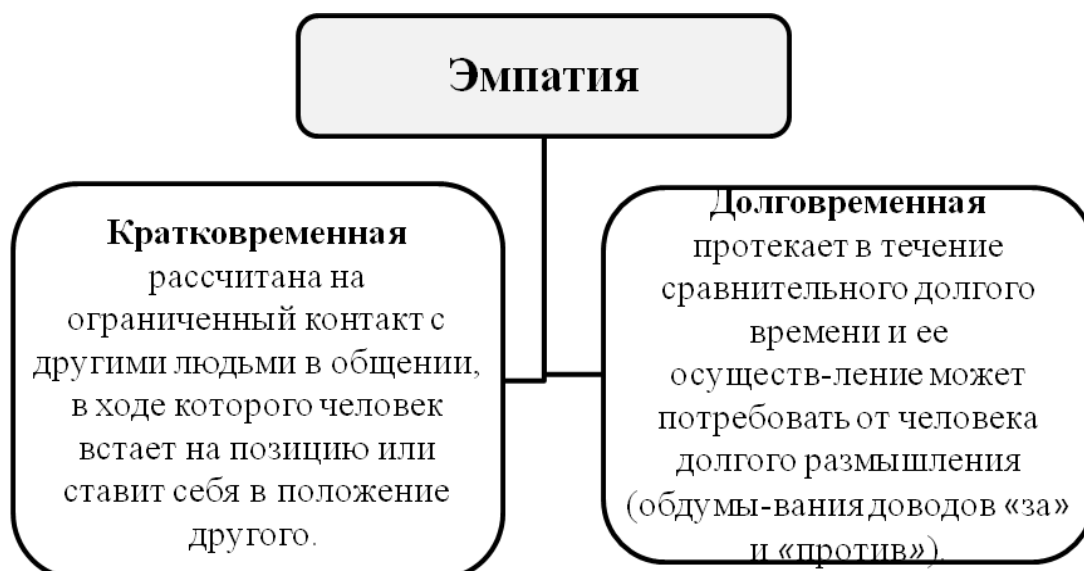 Эмпатия
Кратковременная
рассчитана на
ограниченный контакт с
другими людьми в общении,
в ходе которого человек
встает на позицию или
ставит себя в положение
другого.
Долговременная
протекает в течение
сравнительного долгого
времени и ее
осуществ-ление может
потребовать от человека
долгого размышления
(обдумы-вания доводов «за»
и «против»).